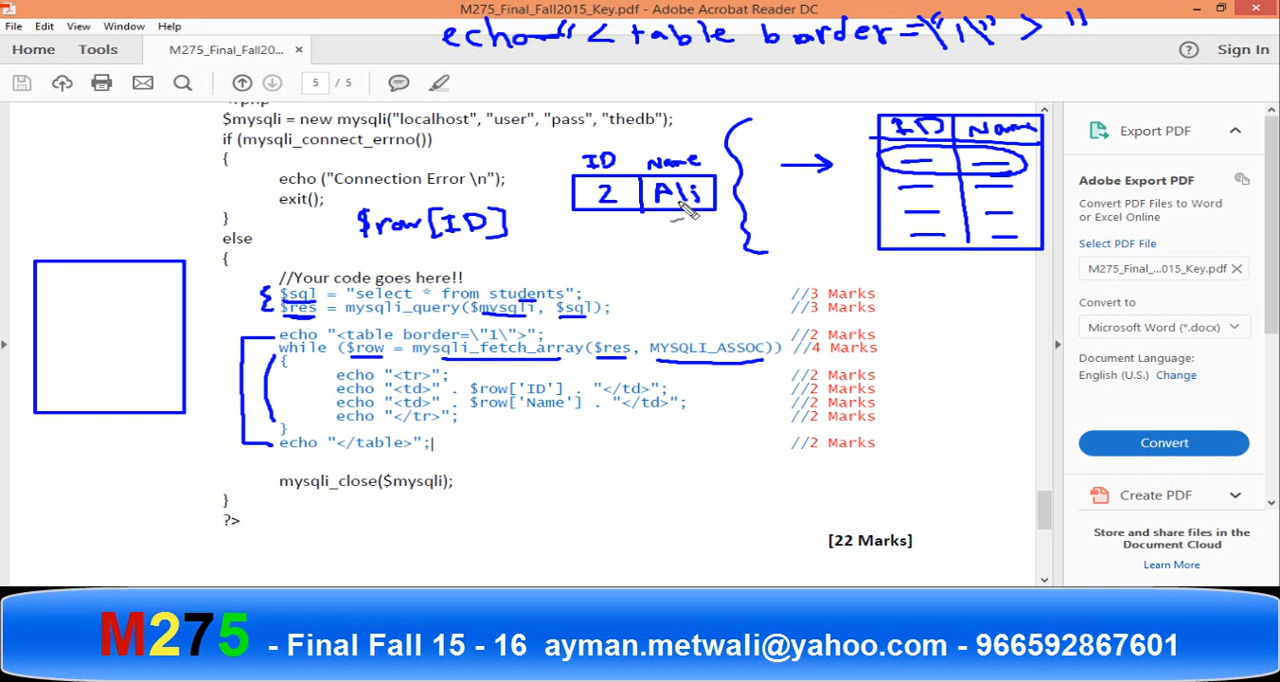 M275_Final_Fall2015_Key.pdf - Adobe Acrobat Reader DC
File Edit View Window Help
echo "< table border=\"1\" > "
Home Tools M275_Final_Fall20... × Sign In
5 / 5
$mysqli = new mysqli("localhost", "user", "pass", "thedb");
if (mysqli_connect_errno())
{
echo ("Connection Error \n");
exit();
}
else
{
//Your code goes here!!
$sql = "select * from students"; //3 Marks
$res = mysqli_query($mysqli, $sql); //3 Marks
echo "<table border=\"1\">"; //2 Marks
while ($row = mysqli_fetch_array($res, MYSQLI_ASSOC)) //4 Marks
{
echo "<tr>"; //2 Marks
echo "<td>" . $row['ID'] . "</td>"; //2 Marks
echo "<td>" . $row['Name'] . "</td>"; //2 Marks
echo "</tr>"; //2 Marks
}
echo "</table>"; //2 Marks
mysqli_close($mysqli);
}
?>
[22 Marks]
ID Name
2 Ali
$row[ID]
ID Name
Export PDF
Adobe Export PDF
Convert PDF Files to Word
or Excel Online
Select PDF File
M275_Final_...015_Key.pdf ×
Convert to
Microsoft Word (*.docx)
Document Language:
English (U.S.) Change
Convert
Create PDF
Store and share files in the
Document Cloud
Learn More
M275 - Final Fall 15 - 16 ayman.metwali@yahoo.com - 966592867601